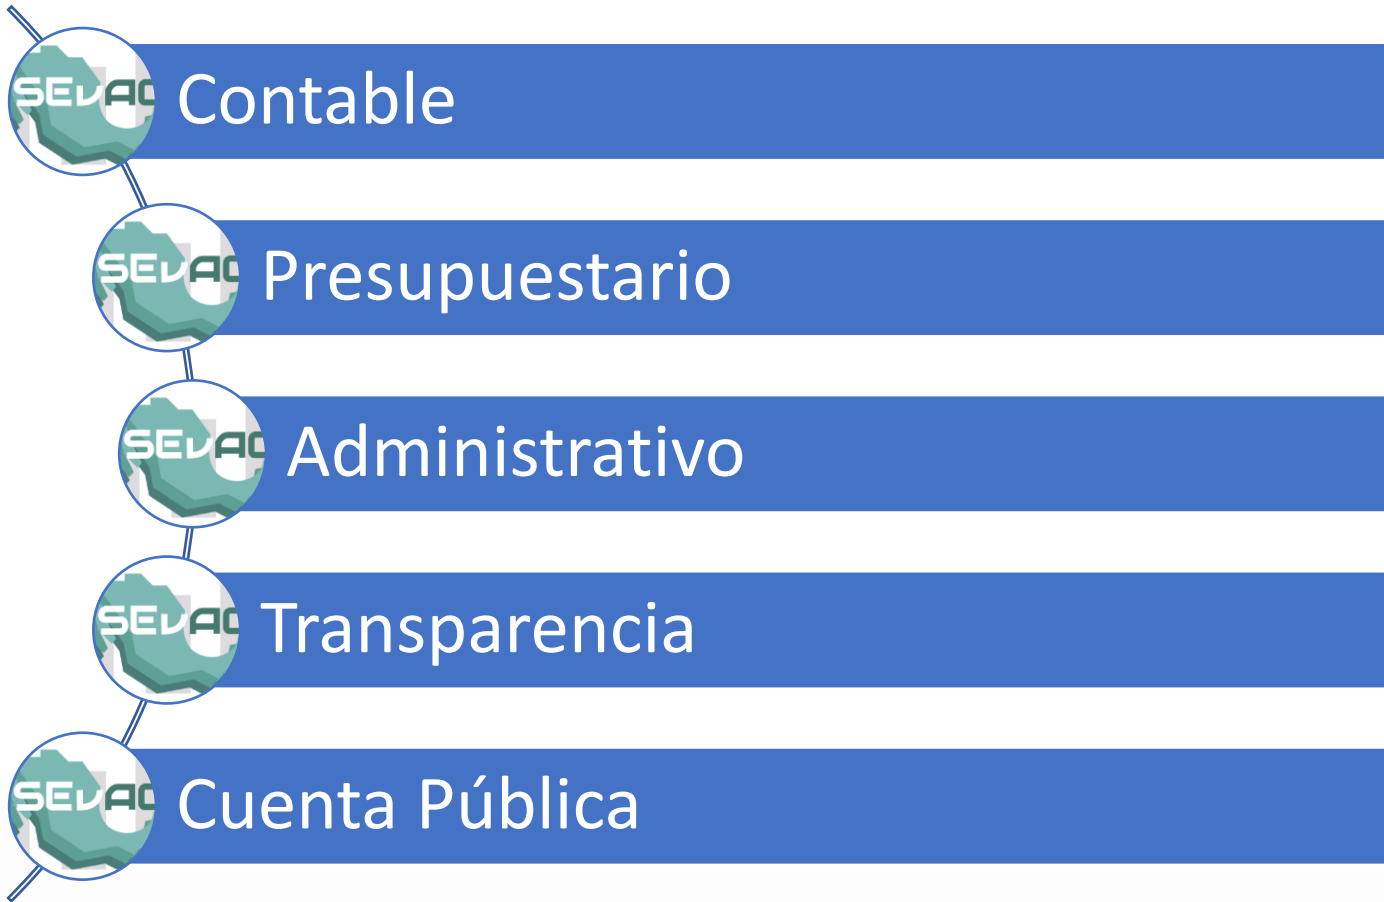 SEvAC
Contable
SEvAC
Presupuestario
SEvAC
Administrativo
SEvAC
Transparencia
SEvAC
Cuenta Pública